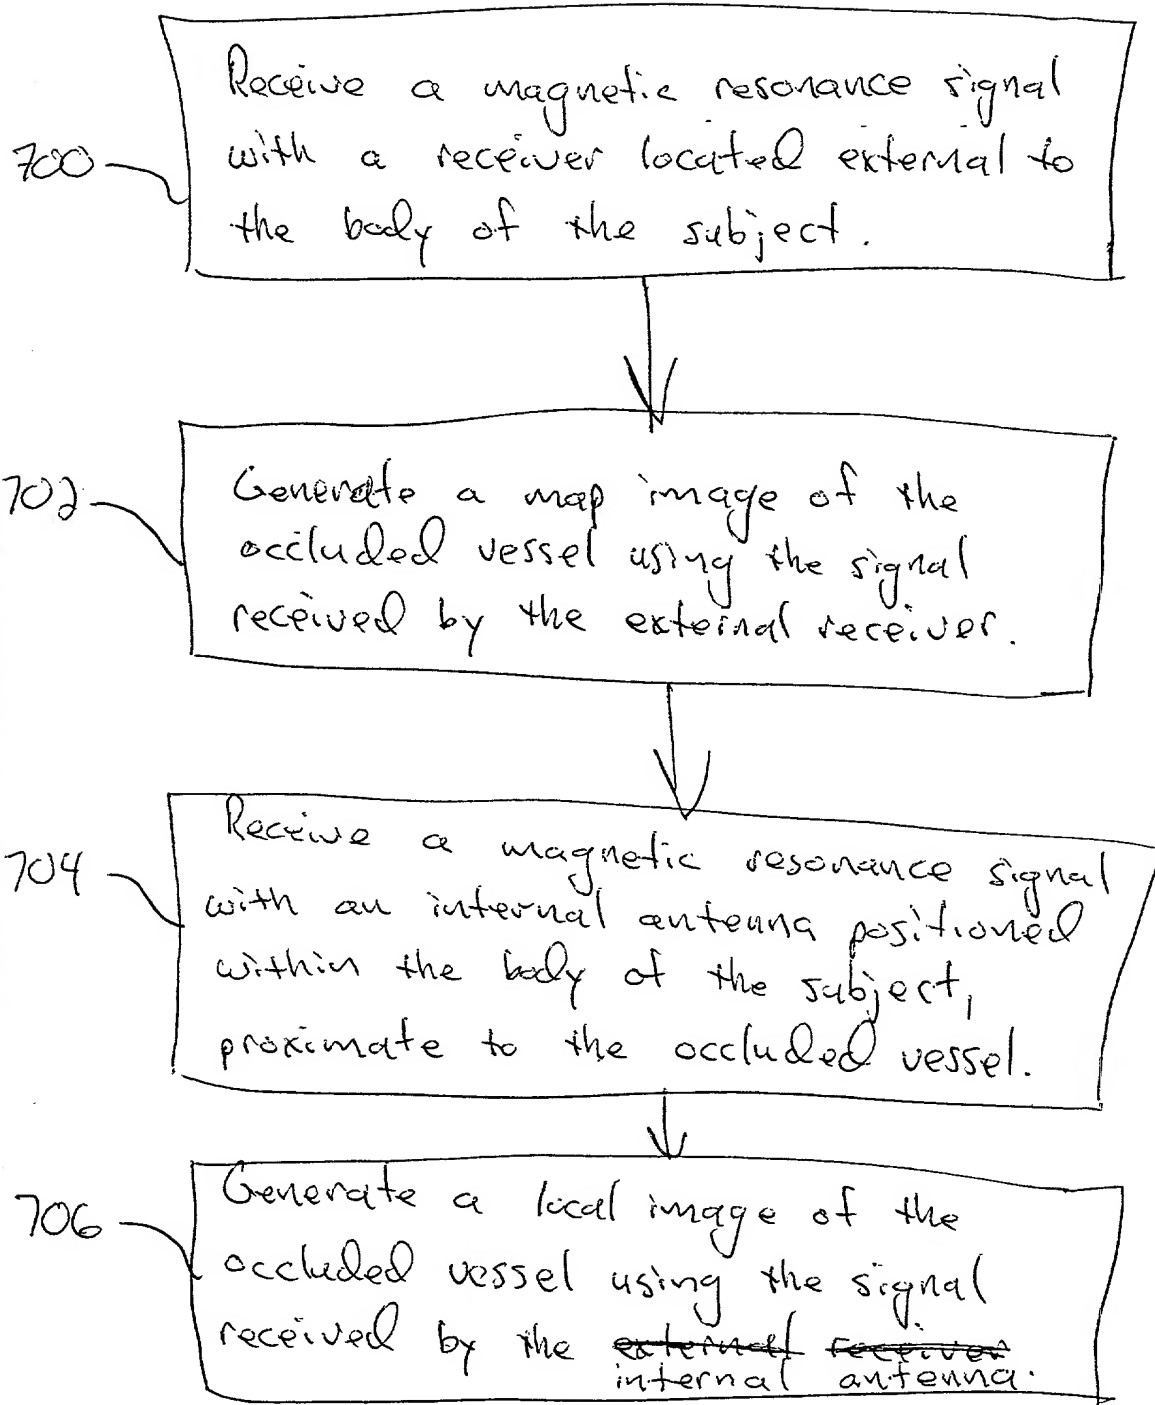 Receive a magnetic resonance signal
700 with a receiver located external to
the body of the subject.
702 Generate a map image of the
occluded vessel using the signal
received by the external receiver.
Receive a magnetic resonance signal
704 with an internal antenna positioned
within the body of the subject,
proximate to the occluded vessel.
706 Generate a local image of the
occluded vessel using the signal
received by the external receiver
internal antenna.